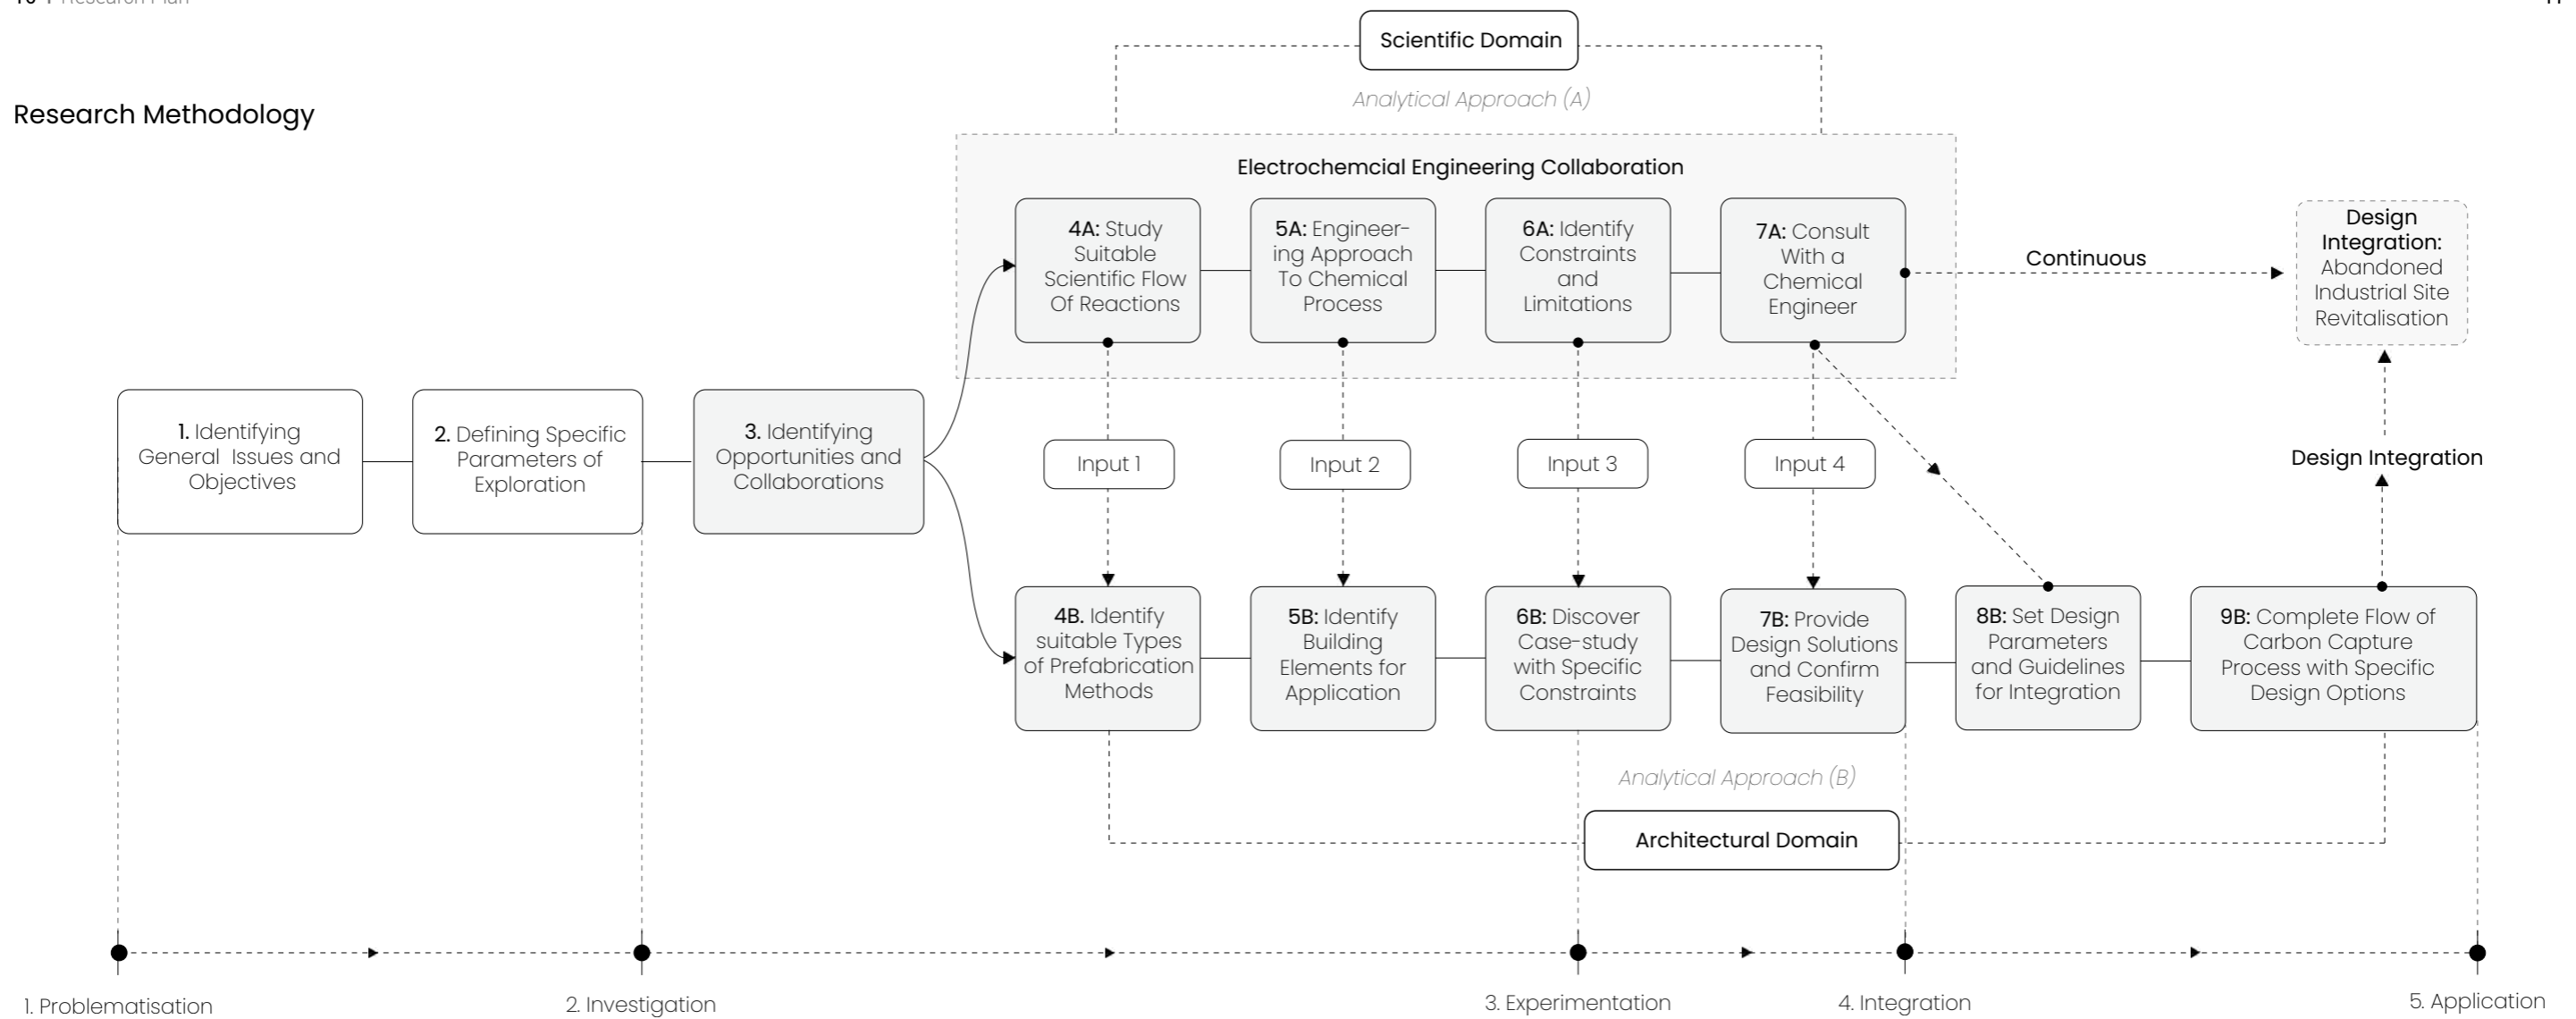 Research Methodology
Scientific Domain
Analytical Approach (A)
Electrochemcial Engineering Collaboration
4A: Study
Suitable
Scientific Flow
Of Reactions
5A: Engineer-
ing Approach
To Chemical
Process
6A: Identify
Constraints
and
Limitations
7A: Consult
With a
Chemical
Engineer
Continuous
Design
Integration:
Abandoned
Industrial Site
Revitalisation
1. Identifying
General Issues and
Objectives
2. Defining Specific
Parameters of
Exploration
3. Identifying
Opportunities and
Collaborations
Input 1
Input 2
Input 3
Input 4
Design Integration
4B. Identify
suitable Types
of Prefabrication
Methods
5B: Identify
Building
Elements for
Application
6B: Discover
Case-study
with Specific
Constraints
7B: Provide
Design Solutions
and Confirm
Feasibility
8B: Set Design
Parameters
and Guidelines
for Integration
9B: Complete Flow of
Carbon Capture
Process with Specific
Design Options
Analytical Approach (B)
Architectural Domain
1. Problematisation
2. Investigation
3. Experimentation
4. Integration
5. Application